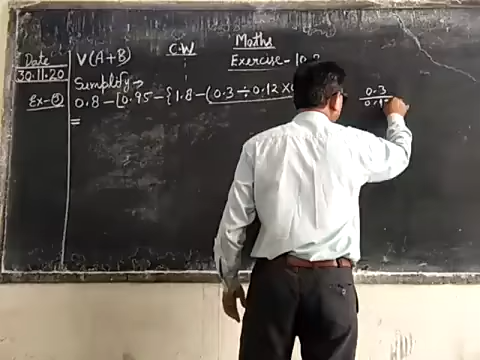 Date V(A+B) C.W Maths
30.11.20 Exercise - 10.2
Simplify →
Ex-③ 0.8 - [0.95 - {1.8 - (0.3 ÷ 0.12 ×
=
0.3